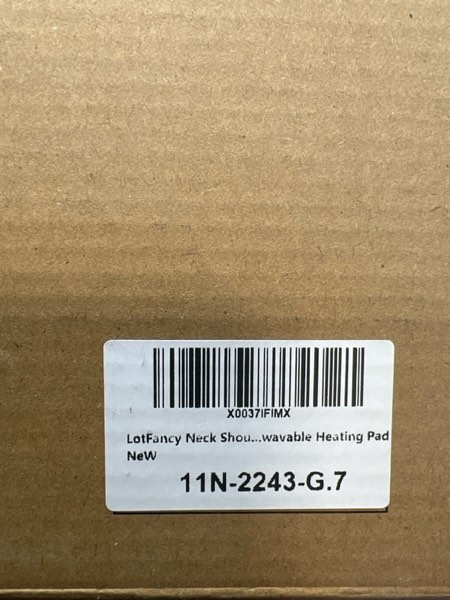 X0037IFIMX
LotFancy Neck Shou...wavable Heating Pad
NeW
11N-2243-G.7